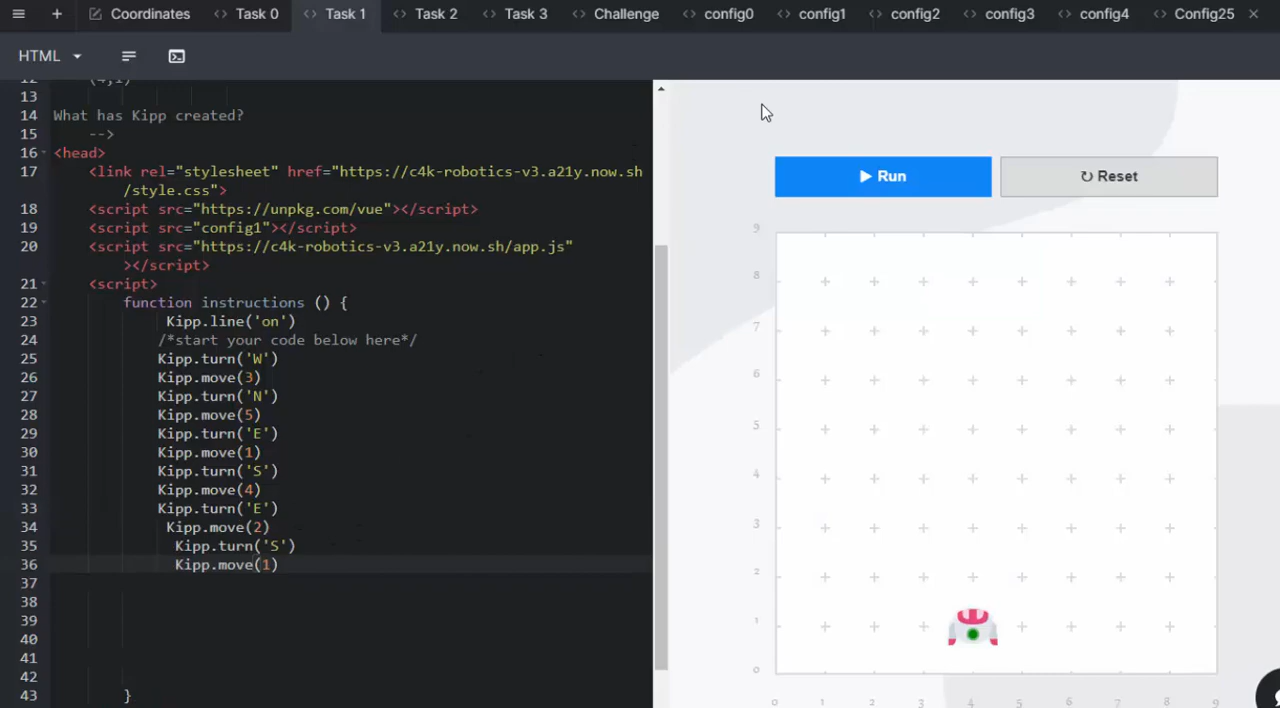 Coordinates
Task 0
Task 1
Task 2
Task 3
Challenge
config0
config1
config2
config3
config4
Config25
HTML
12 (4,1)
13
14 What has Kipp created?
15 -->
16 <head>
17 <link rel="stylesheet" href="https://c4k-robotics-v3.a21y.now.sh
/style.css">
18 <script src="https://unpkg.com/vue"></script>
19 <script src="config1"></script>
20 <script src="https://c4k-robotics-v3.a21y.now.sh/app.js"
></script>
21 <script>
22 function instructions () {
23 Kipp.line('on')
24 /*start your code below here*/
25 Kipp.turn('W')
26 Kipp.move(3)
27 Kipp.turn('N')
28 Kipp.move(5)
29 Kipp.turn('E')
30 Kipp.move(1)
31 Kipp.turn('S')
32 Kipp.move(4)
33 Kipp.turn('E')
34 Kipp.move(2)
35 Kipp.turn('S')
36 Kipp.move(1)
37
38
39
40
41
42
43 }
Run
Reset
9
8
7
6
5
4
3
2
1
0
0 1 2 3 4 5 6 7 8 9